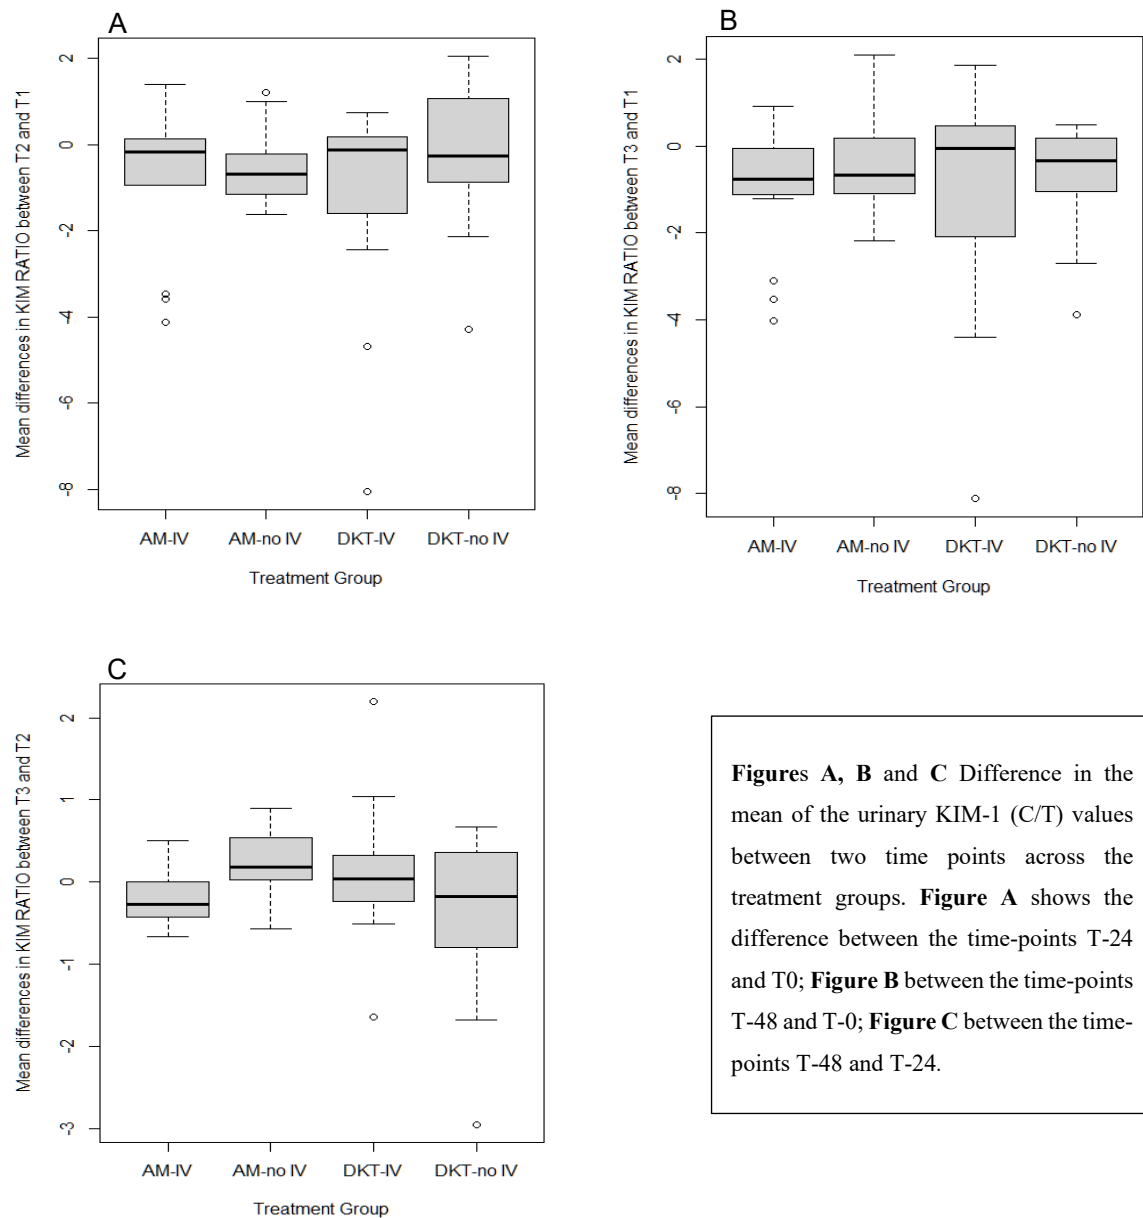 A
Mean differences in KIM RATIO between T2 and T1
2
0
-2
-4
-6
-8
AM-IV AM-no IV DKT-IV DKT-no IV
Treatment Group
B
Mean differences in KIM RATIO between T3 and T1
2
0
-2
-4
-6
-8
AM-IV AM-no IV DKT-IV DKT-no IV
Treatment Group
C
Mean differences in KIM RATIO between T3 and T2
2
1
0
-1
-2
-3
AM-IV AM-no IV DKT-IV DKT-no IV
Treatment Group
Figures A, B and C Difference in the
mean of the urinary KIM-1 (C/T) values
between two time points across the
treatment groups. Figure A shows the
difference between the time-points T-24
and T0; Figure B between the time-points
T-48 and T-0; Figure C between the time-
points T-48 and T-24.